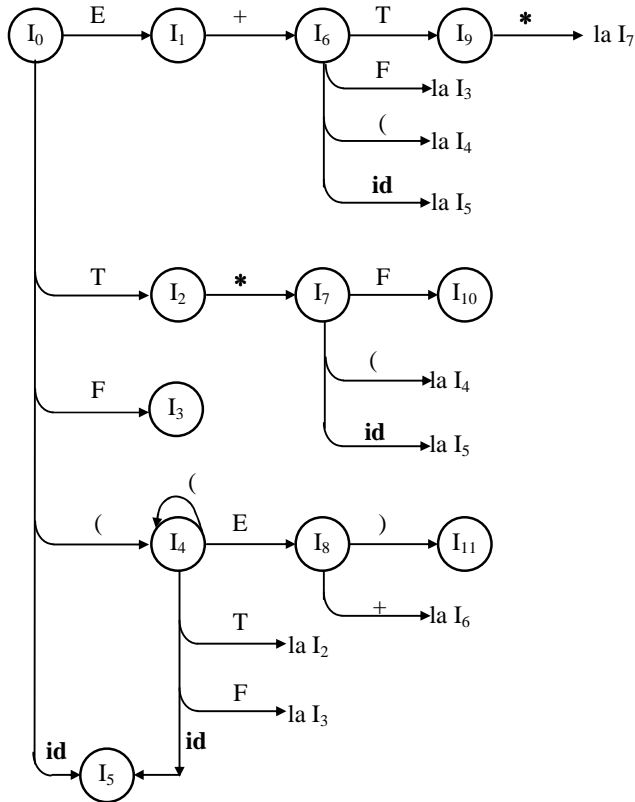 E + T *
I₀ I₁ I₆ I₉ la I₇
F
la I₃
(
la I₄
id
la I₅
T * F
I₂ I₇ I₁₀
(
la I₄
F
I₃
id
la I₅
(
( E )
I₄ I₈ I₁₁
+
la I₆
T
la I₂
F
la I₃
id id
I₅